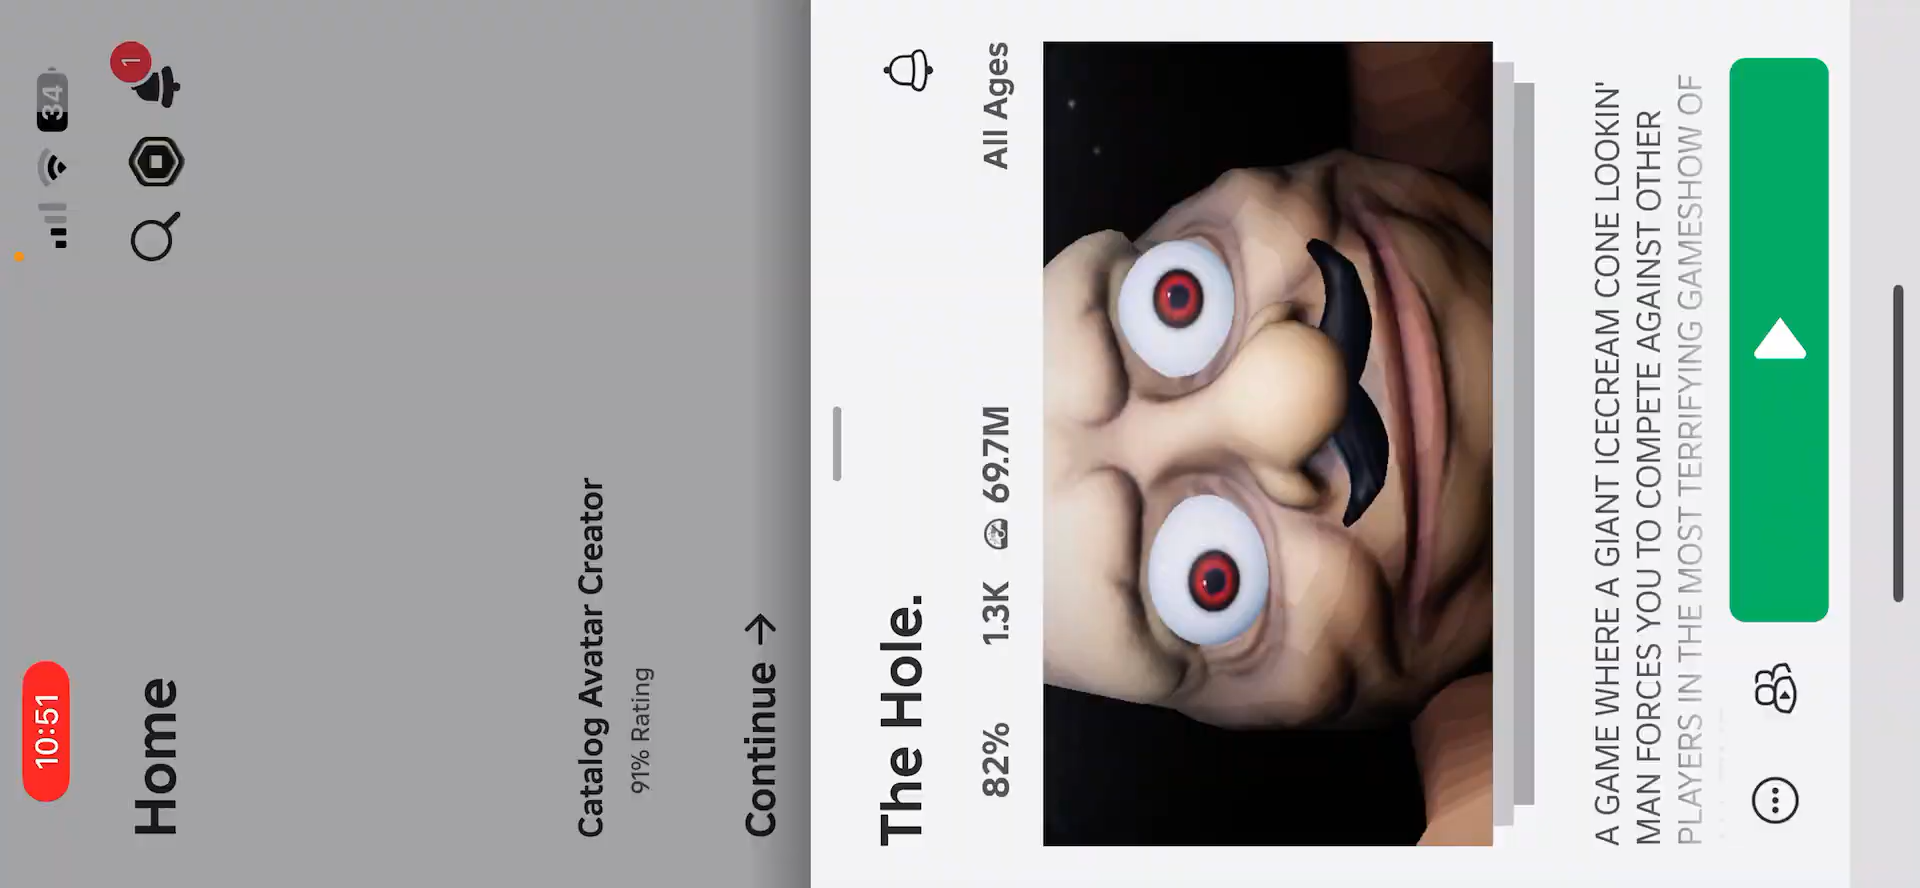 10:51
34
Home
1
Catalog Avatar Creator
91% Rating
Continue →
The Hole.
82% 1.3K 69.7M All Ages
A GAME WHERE A GIANT ICECREAM CONE LOOKIN'
MAN FORCES YOU TO COMPETE AGAINST OTHER
PLAYERS IN THE MOST TERRIFYING GAMESHOW OF